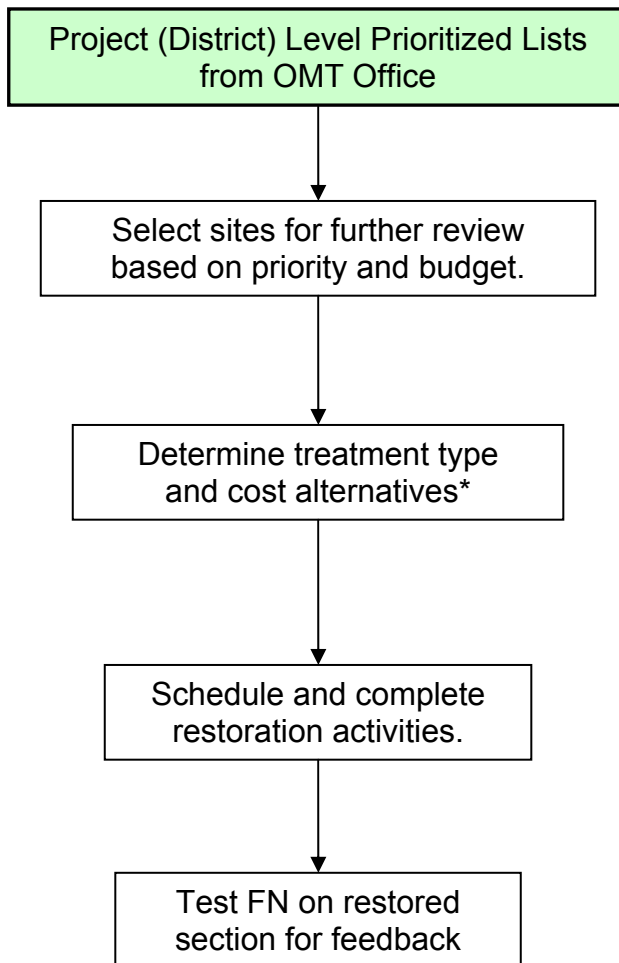 Project (District) Level Prioritized Lists
from OMT Office
Select sites for further review
based on priority and budget.
Determine treatment type
and cost alternatives*
Schedule and complete
restoration activities.
Test FN on restored
section for feedback